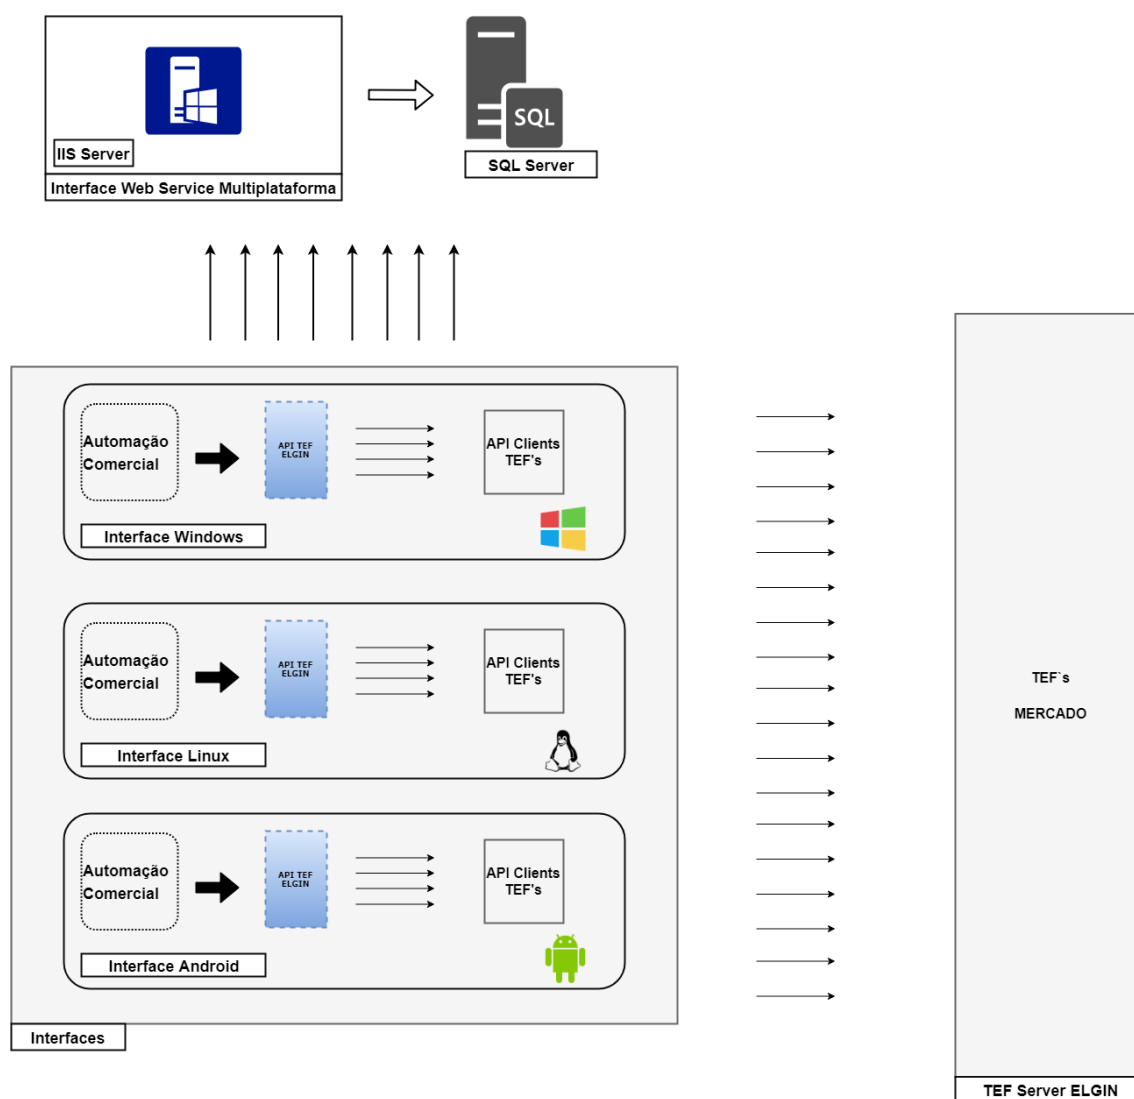 SQL
IIS Server
Interface Web Service Multiplataforma
SQL Server
Automação
Comercial
API TEF
ELGIN
API Clients
TEF's
Interface Windows
Automação
Comercial
API TEF
ELGIN
API Clients
TEF's
Interface Linux
Automação
Comercial
API TEF
ELGIN
API Clients
TEF's
Interface Android
Interfaces
TEF`s
MERCADO
TEF Server ELGIN